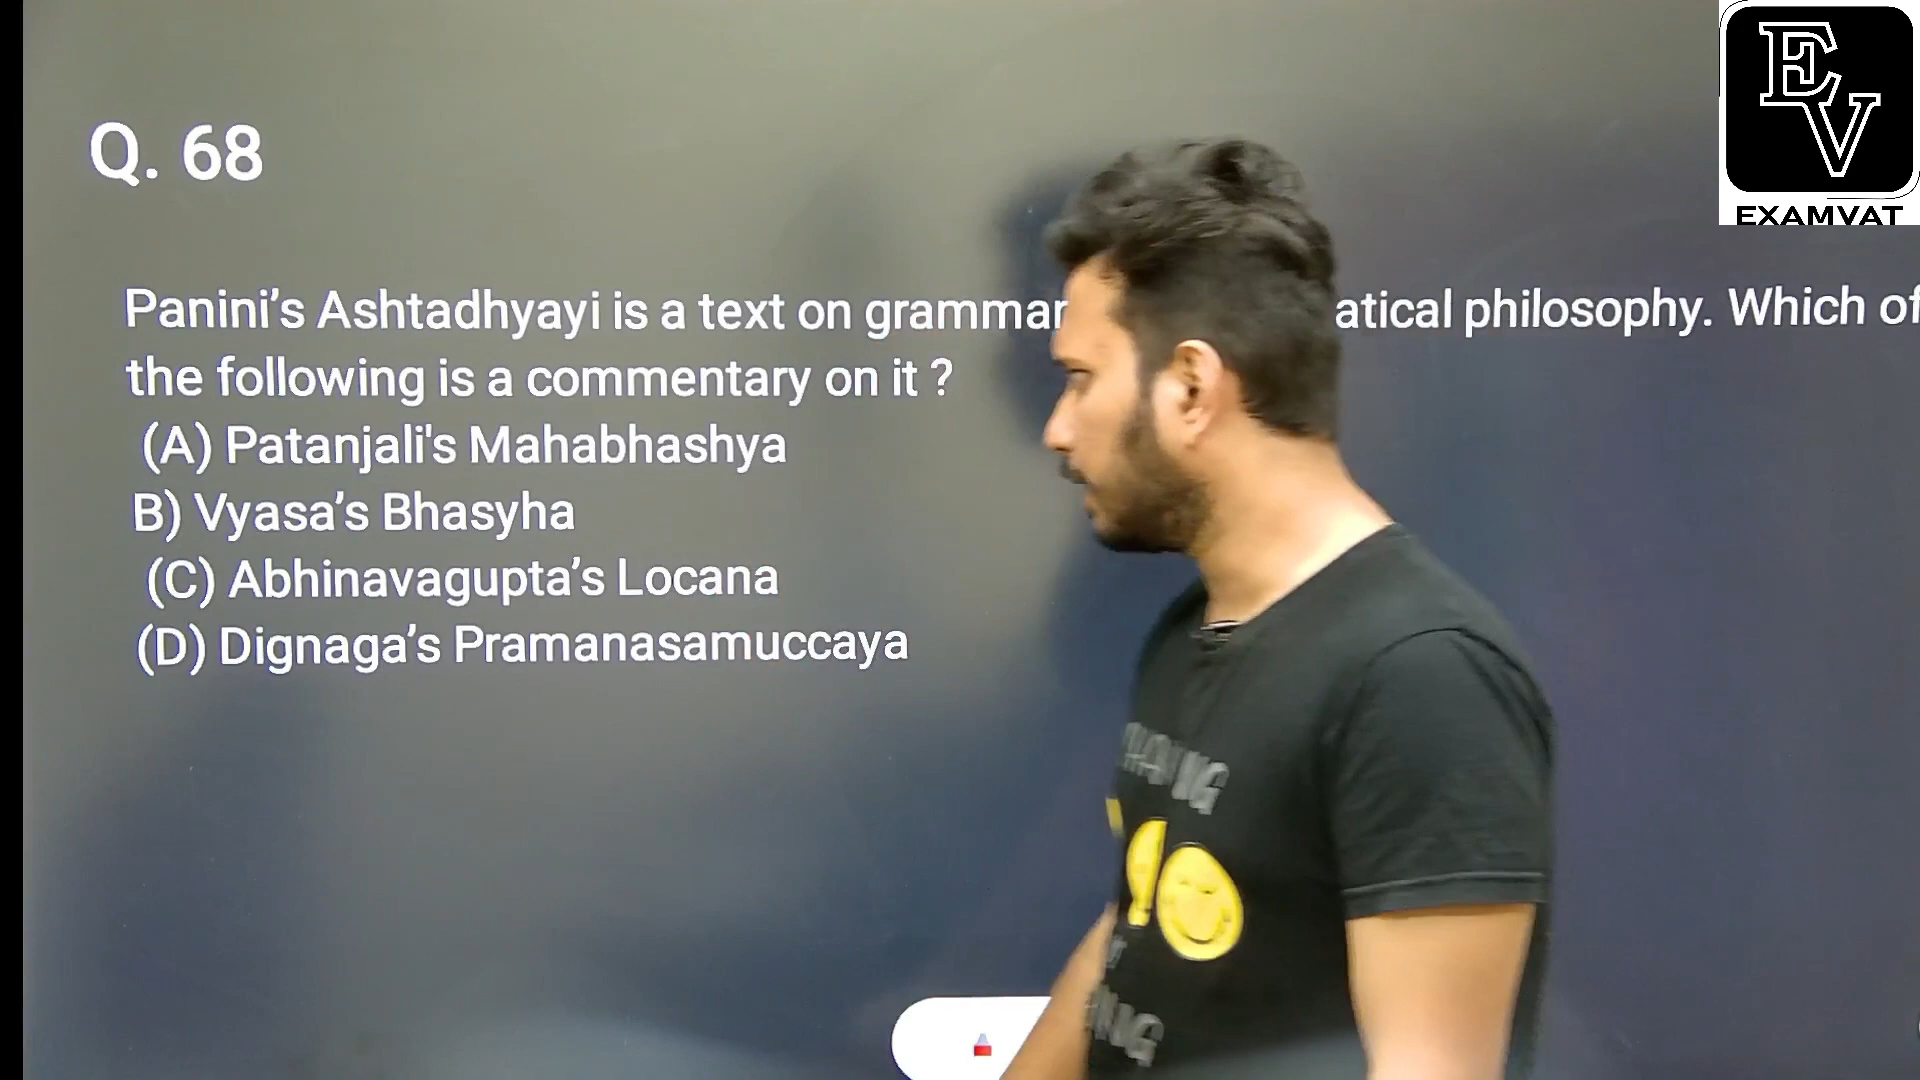 EV
EXAMVAT
Q. 68
Panini's Ashtadhyayi is a text on grammar atical philosophy. Which of
the following is a commentary on it ?
(A) Patanjali's Mahabhashya
B) Vyasa's Bhasyha
(C) Abhinavagupta's Locana
(D) Dignaga's Pramanasamuccaya